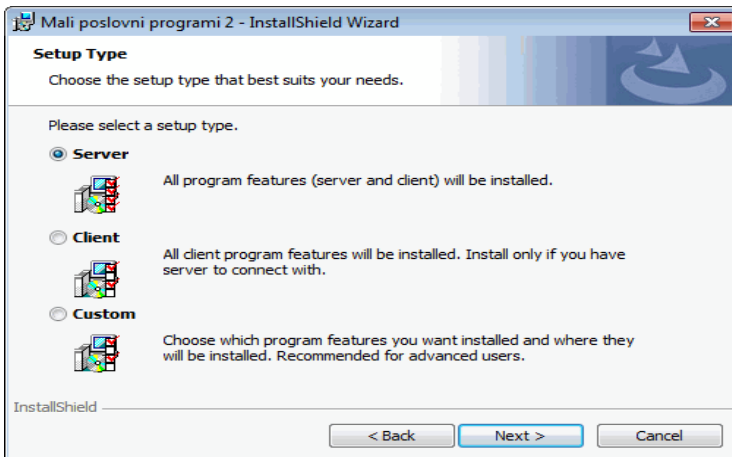 Mali poslovni programi 2 - InstallShield Wizard
Setup Type
Choose the setup type that best suits your needs.
Please select a setup type.
Server
All program features (server and client) will be installed.
Client
All client program features will be installed. Install only if you have
server to connect with.
Custom
Choose which program features you want installed and where they
will be installed. Recommended for advanced users.
InstallShield
< Back
Next >
Cancel